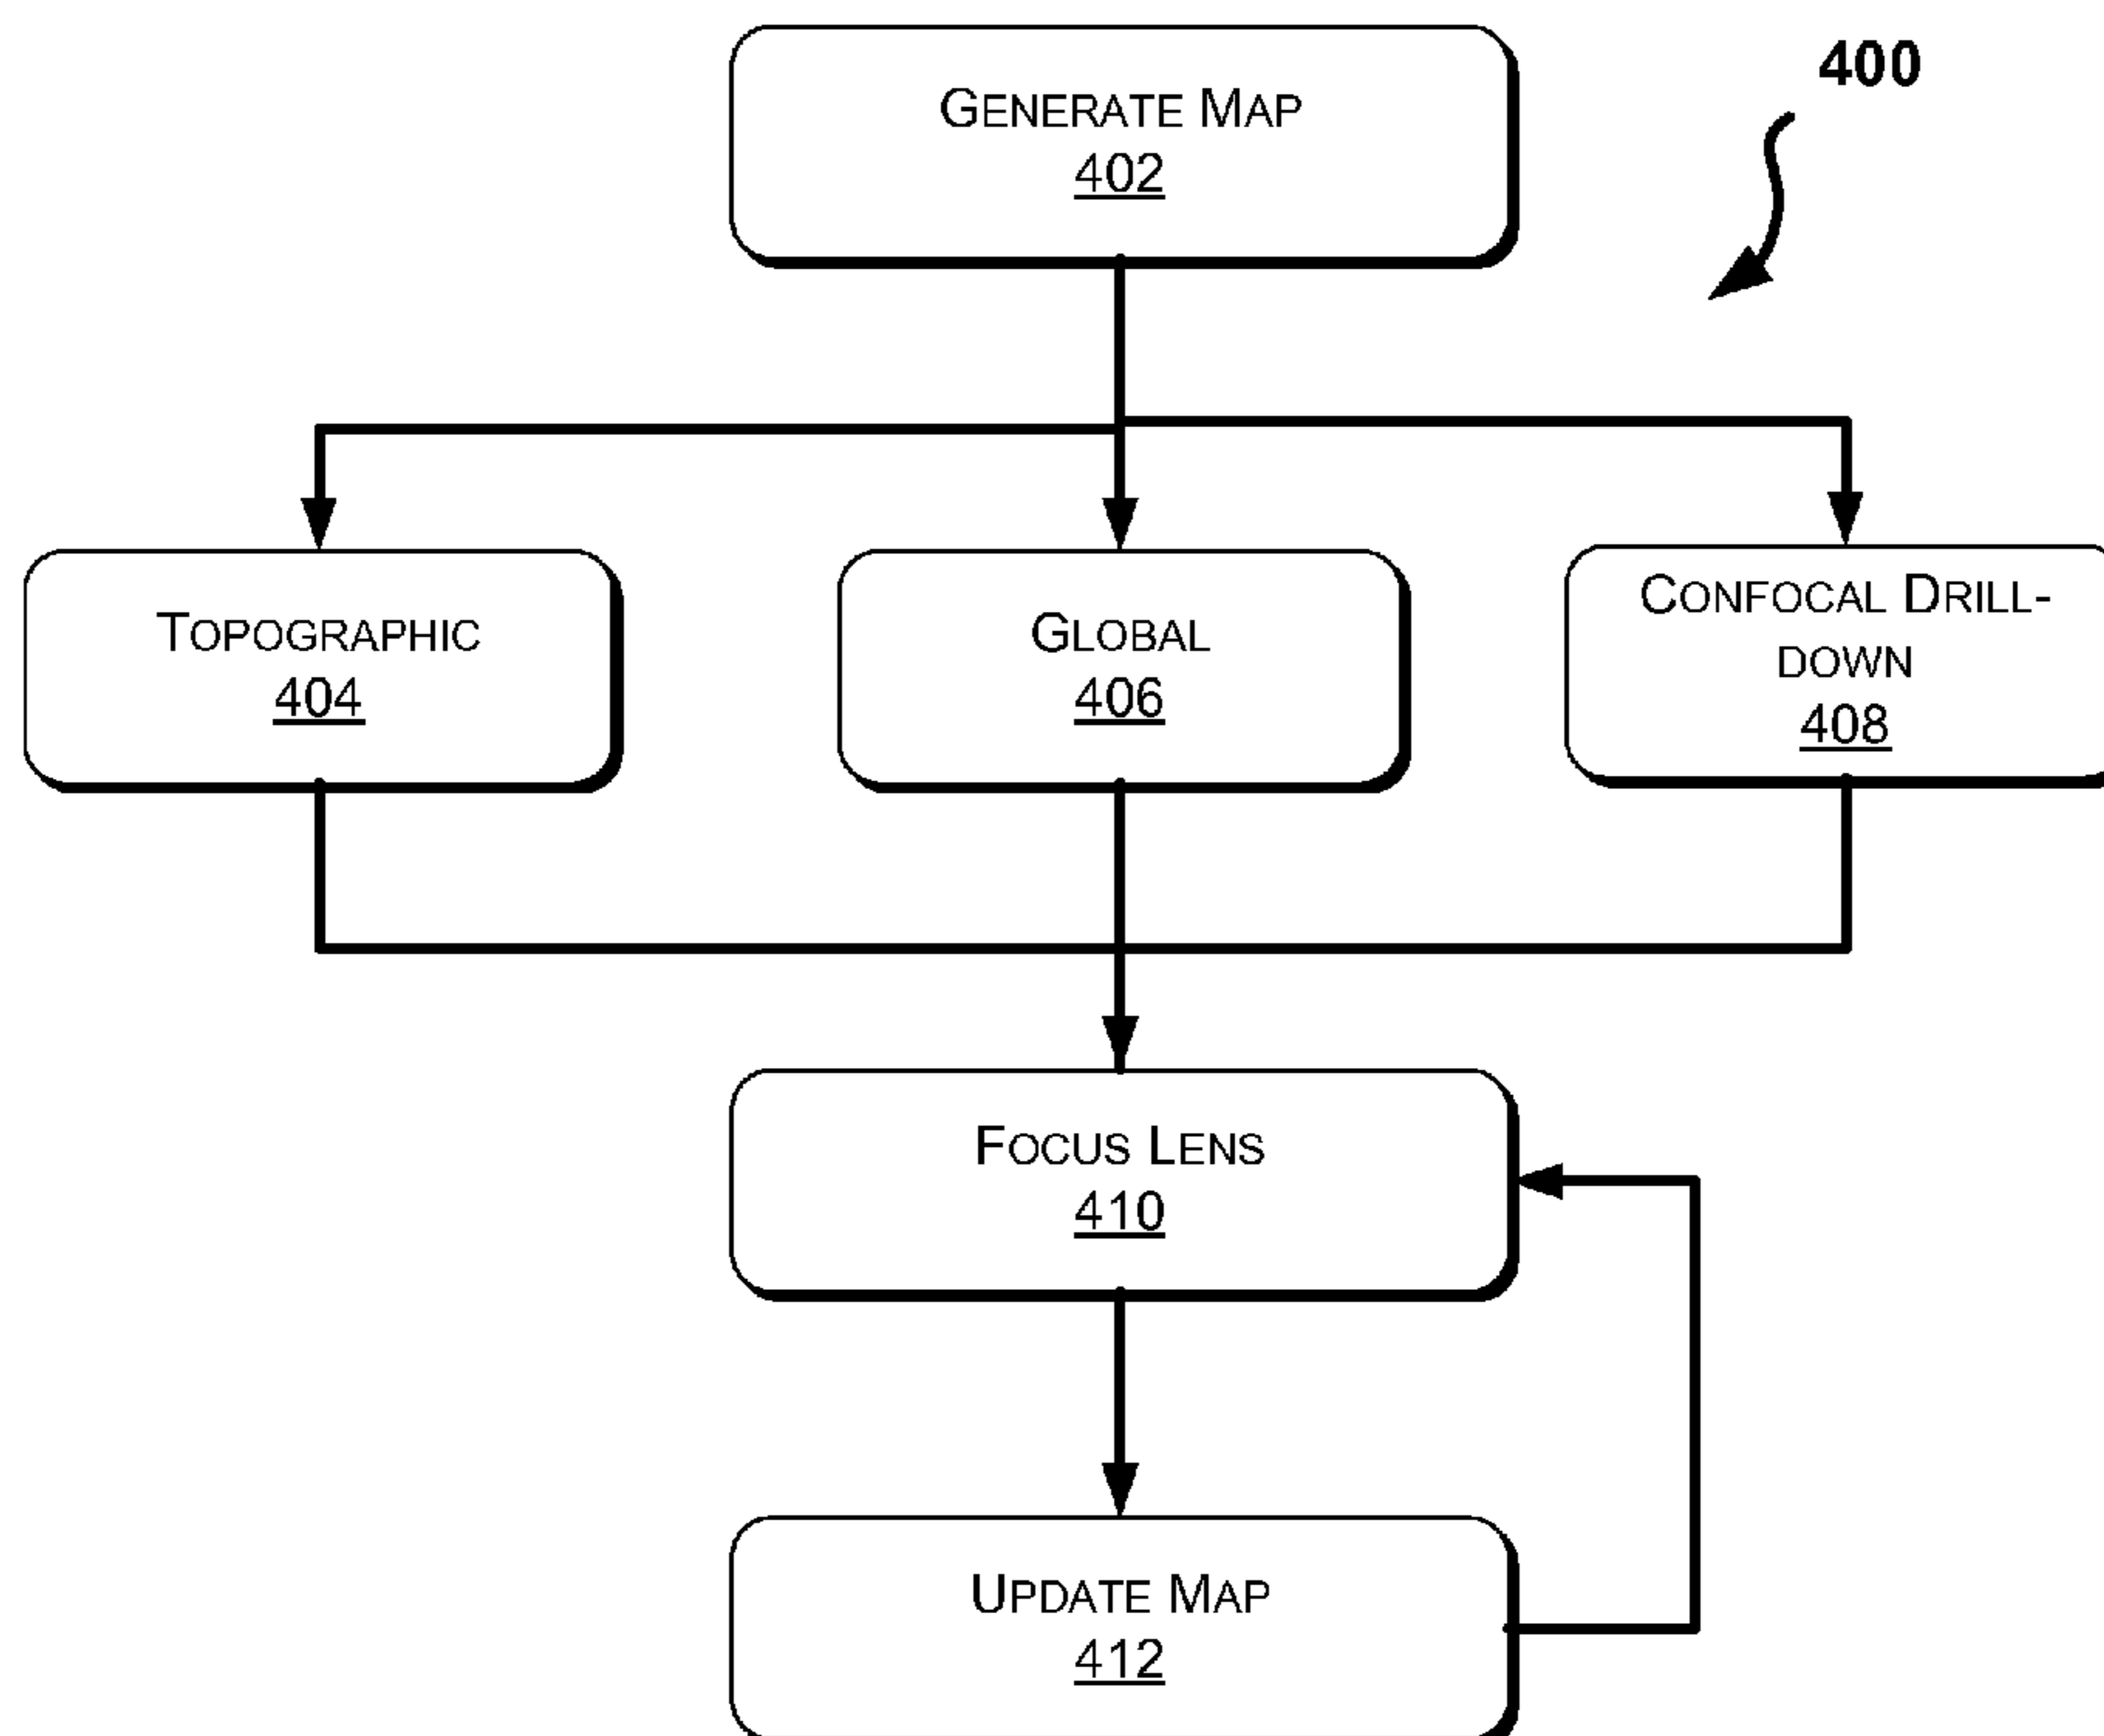 GENERATE MAP
402
400
TOPOGRAPHIC
404
GLOBAL
406
CONFOCAL DRILL-
DOWN
408
FOCUS LENS
410
UPDATE MAP
412